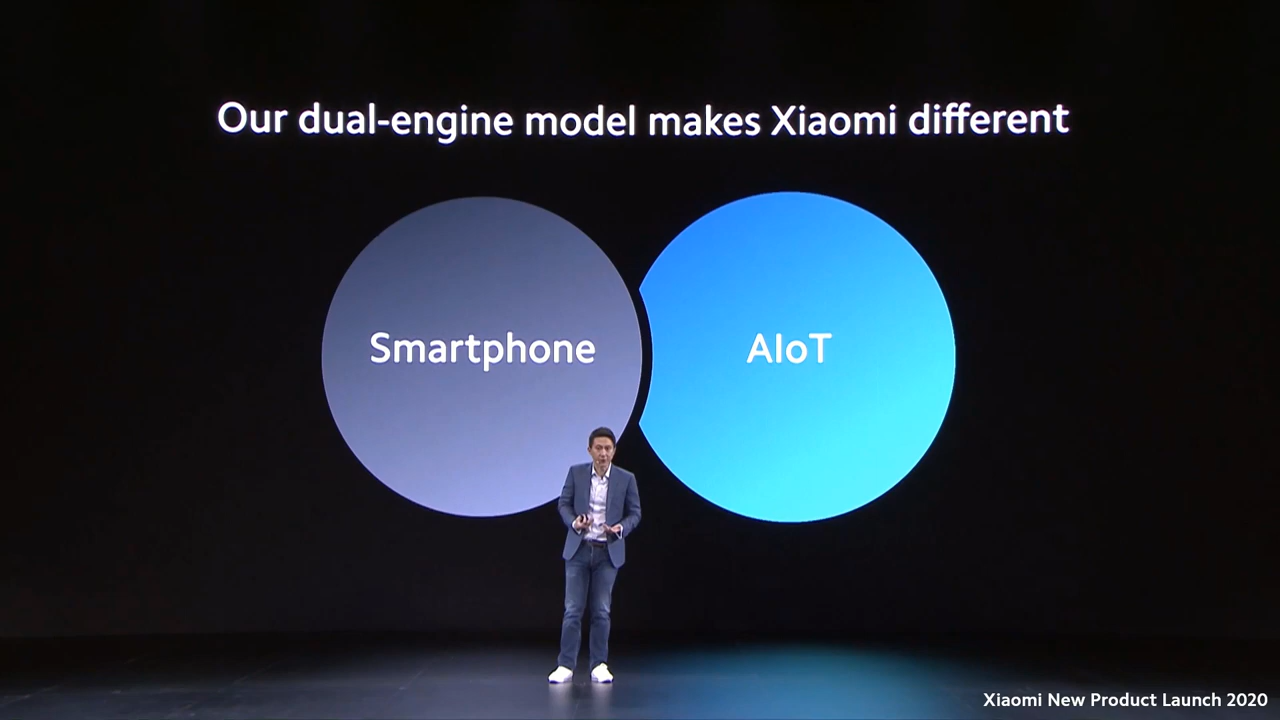 Our dual-engine model makes Xiaomi different
Smartphone
AIoT
Xiaomi New Product Launch 2020